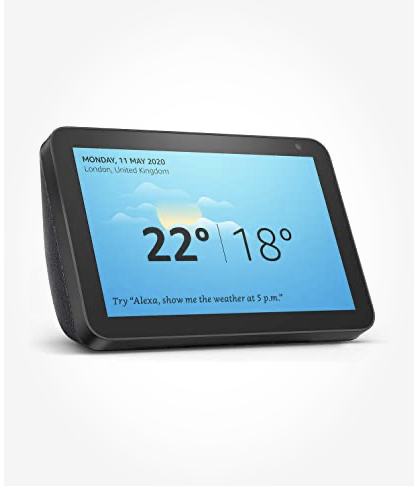 MONDAY, 11 MAY 2020
London, United Kingdom
22° 18°
Try “Alexa, show me the weather at 5 p.m.”